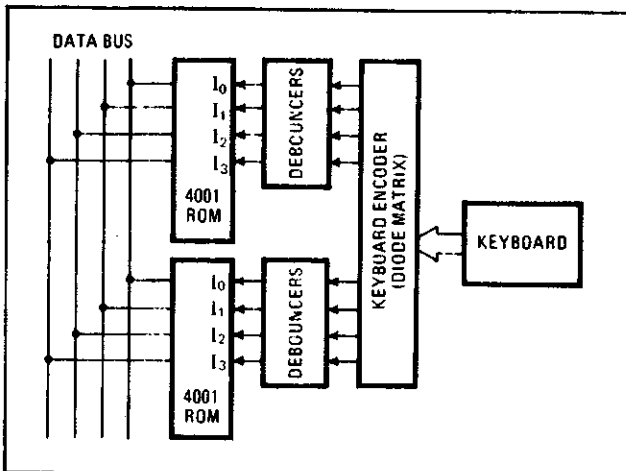 DATA BUS
I0
I1
I2
I3
4001
ROM
DEBOUNCERS
KEYBOARD ENCODER
(DIODE MATRIX)
KEYBOARD
I0
I1
I2
I3
4001
ROM
DEBOUNCERS